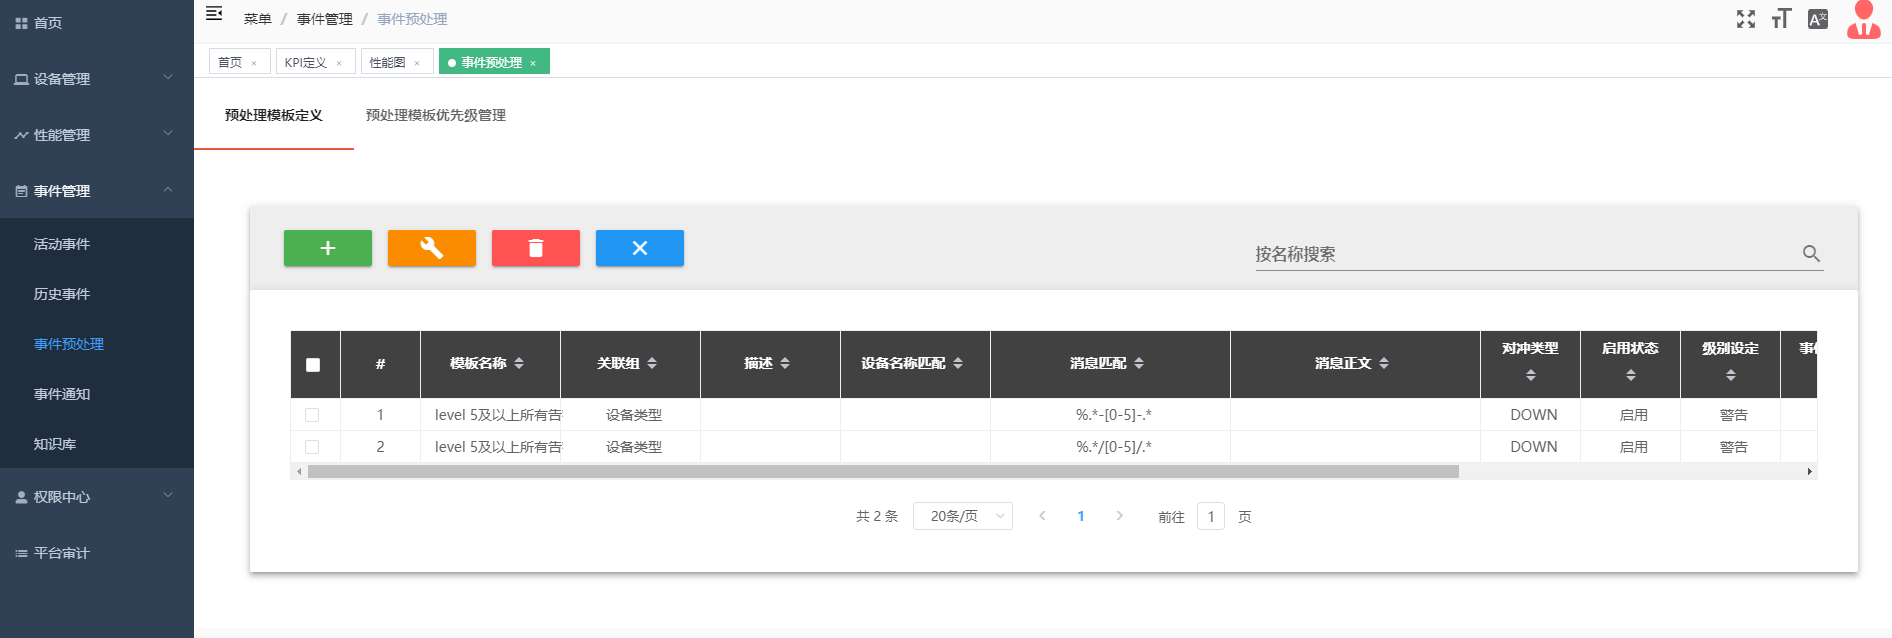 首页
设备管理
性能管理
事件管理
活动事件
历史事件
事件预处理
事件通知
知识库
权限中心
平台审计
菜单 / 事件管理 / 事件预处理
首页 × KPI定义 × 性能图 × 事件预处理 ×
预处理模板定义 预处理模板优先级管理
按名称搜索
# 模板名称 关联组 描述 设备名称匹配 消息匹配 消息正文 对冲类型 启用状态 级别设定 事
1 level 5及以上所有告 设备类型 %.*-[0-5]-.* DOWN 启用 警告
2 level 5及以上所有告 设备类型 %.*/[0-5]/.* DOWN 启用 警告
共 2 条 20条/页 1 前往 1 页